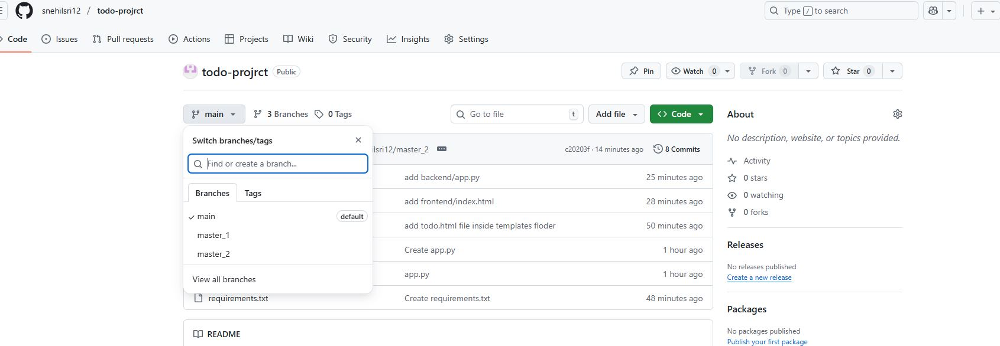 snehilsri12 / todo-projrct
Type / to search
Code Issues Pull requests Actions Projects Wiki Security Insights Settings
todo-projrct Public
Pin Watch 0 Fork 0 Star 0
main 3 Branches 0 Tags Go to file t Add file Code
Switch branches/tags
Find or create a branch...
Branches Tags
main default
master_1
master_2
View all branches
ilsri12/master_2 c20203f · 14 minutes ago 8 Commits
add backend/app.py 25 minutes ago
add frontend/index.html 28 minutes ago
add todo.html file inside templates floder 50 minutes ago
Create app.py 1 hour ago
app.py 1 hour ago
requirements.txt Create requirements.txt 48 minutes ago
README
About
No description, website, or topics provided.
Activity
0 stars
0 watching
0 forks
Releases
No releases published
Create a new release
Packages
No packages published
Publish your first package